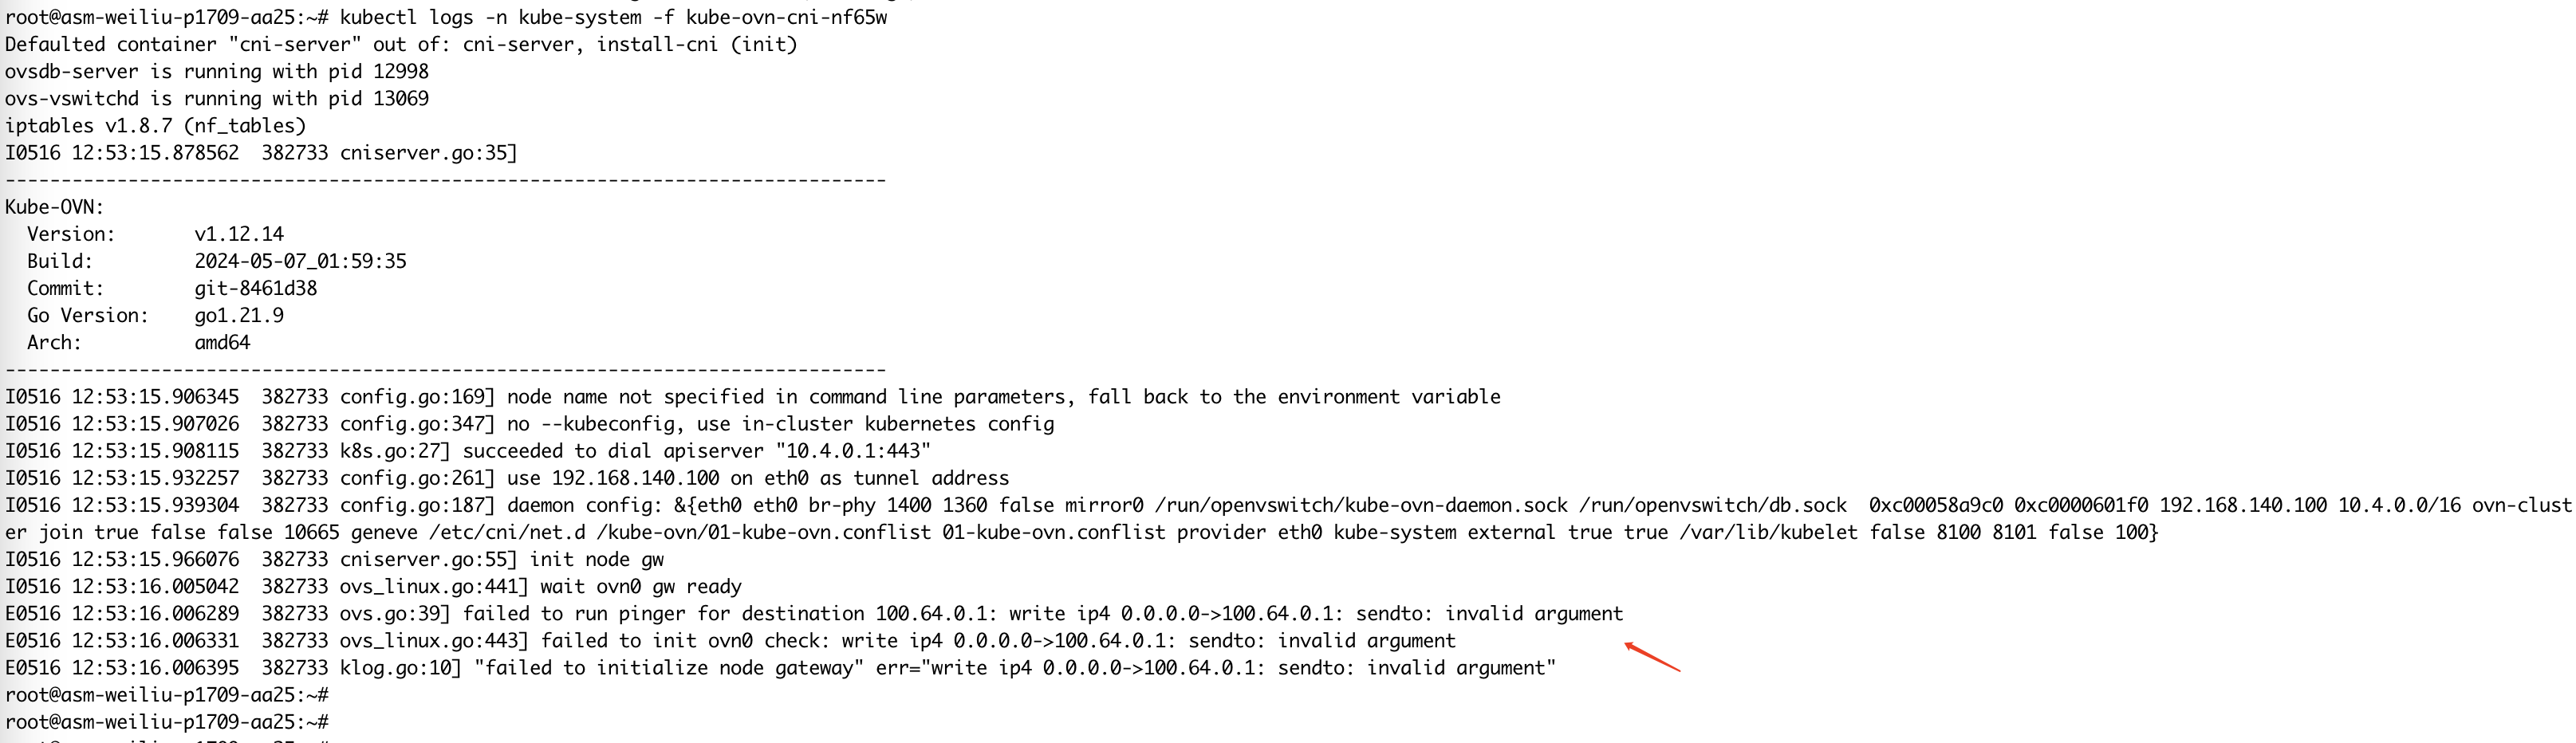 root@asm-weiliu-p1709-aa25:~# kubectl logs -n kube-system -f kube-ovn-cni-nf65w
Defaulted container "cni-server" out of: cni-server, install-cni (init)
ovsdb-server is running with pid 12998
ovs-vswitchd is running with pid 13069
iptables v1.8.7 (nf_tables)
I0516 12:53:15.878562  382733 cniserver.go:35]
-------------------------------------------------------------------------------
Kube-OVN:
  Version:       v1.12.14
  Build:         2024-05-07_01:59:35
  Commit:        git-8461d38
  Go Version:    go1.21.9
  Arch:          amd64
-------------------------------------------------------------------------------
I0516 12:53:15.906345  382733 config.go:169] node name not specified in command line parameters, fall back to the environment variable
I0516 12:53:15.907026  382733 config.go:347] no --kubeconfig, use in-cluster kubernetes config
I0516 12:53:15.908115  382733 k8s.go:27] succeeded to dial apiserver "10.4.0.1:443"
I0516 12:53:15.932257  382733 config.go:261] use 192.168.140.100 on eth0 as tunnel address
I0516 12:53:15.939304  382733 config.go:187] daemon config: &{eth0 eth0 br-phy 1400 1360 false mirror0 /run/openvswitch/kube-ovn-daemon.sock /run/openvswitch/db.sock  0xc00058a9c0 0xc0000601f0 192.168.140.100 10.4.0.0/16 ovn-clust
er join true false false 10665 geneve /etc/cni/net.d /kube-ovn/01-kube-ovn.conflist 01-kube-ovn.conflist provider eth0 kube-system external true true /var/lib/kubelet false 8100 8101 false 100}
I0516 12:53:15.966076  382733 cniserver.go:55] init node gw
I0516 12:53:16.005042  382733 ovs_linux.go:441] wait ovn0 gw ready
E0516 12:53:16.006289  382733 ovs.go:39] failed to run pinger for destination 100.64.0.1: write ip4 0.0.0.0->100.64.0.1: sendto: invalid argument
E0516 12:53:16.006331  382733 ovs_linux.go:443] failed to init ovn0 check: write ip4 0.0.0.0->100.64.0.1: sendto: invalid argument
E0516 12:53:16.006395  382733 klog.go:10] "failed to initialize node gateway" err="write ip4 0.0.0.0->100.64.0.1: sendto: invalid argument"
root@asm-weiliu-p1709-aa25:~#
root@asm-weiliu-p1709-aa25:~#